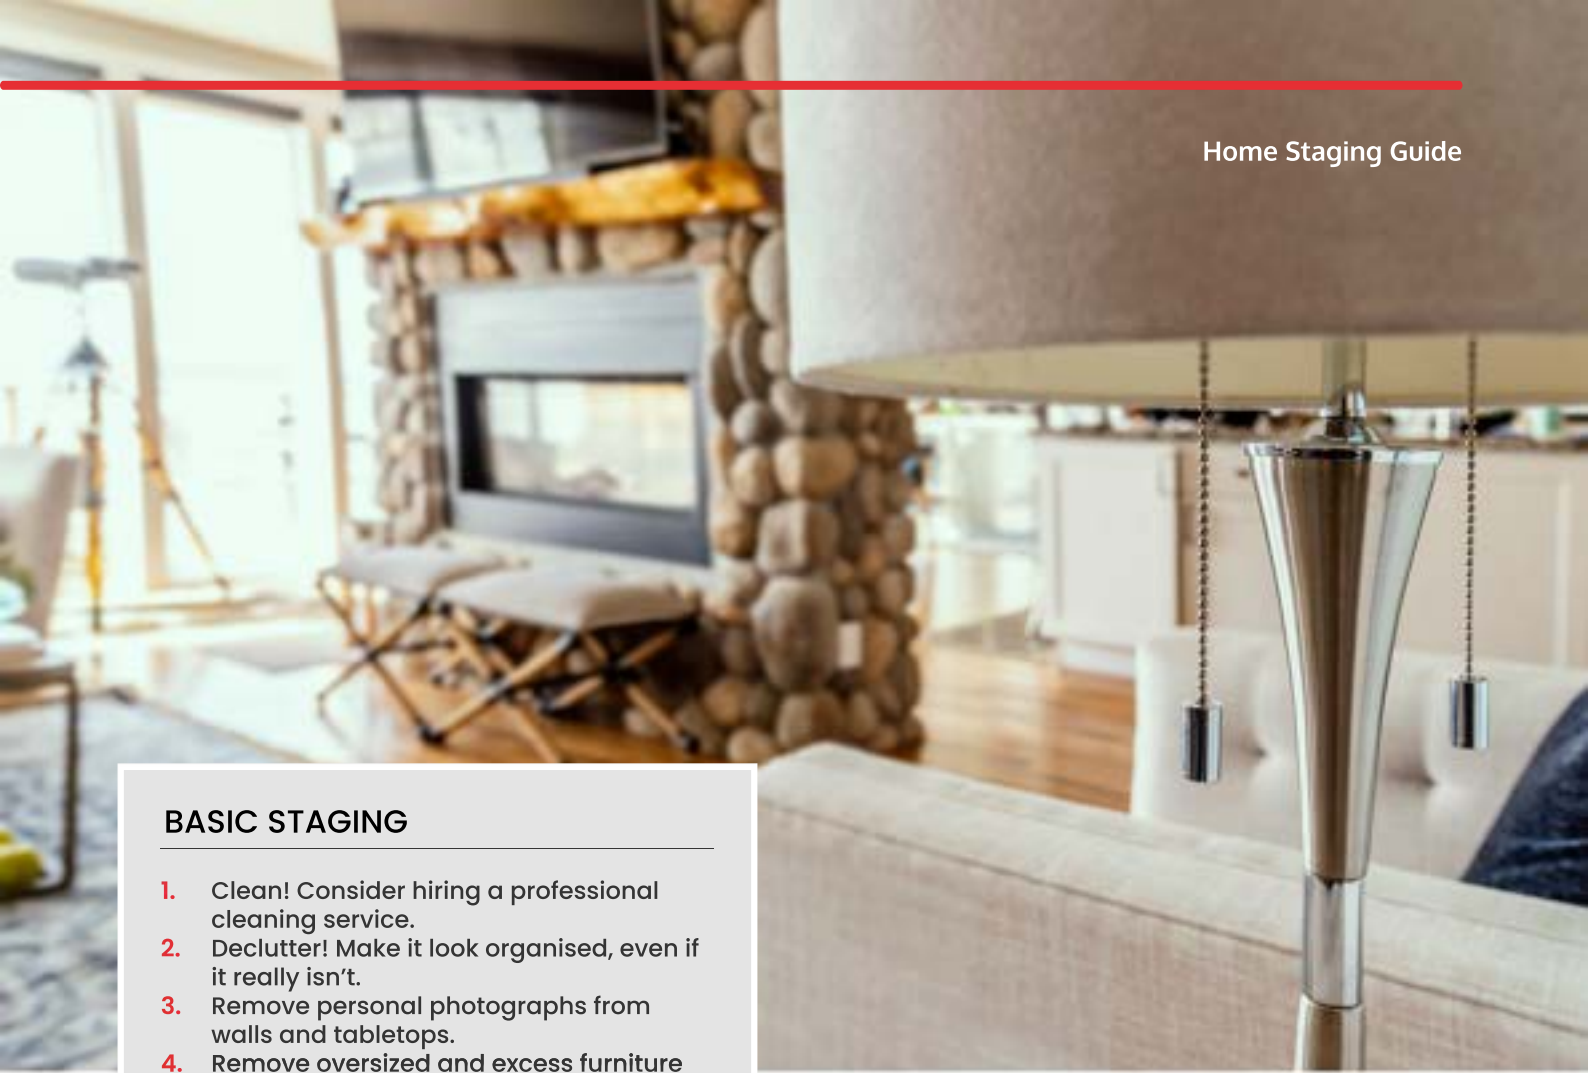 Home Staging Guide
BASIC STAGING
1. Clean! Consider hiring a professional
cleaning service.
2. Declutter! Make it look organised, even if
it really isn’t.
3. Remove personal photographs from
walls and tabletops.
4. Remove oversized and excess furniture